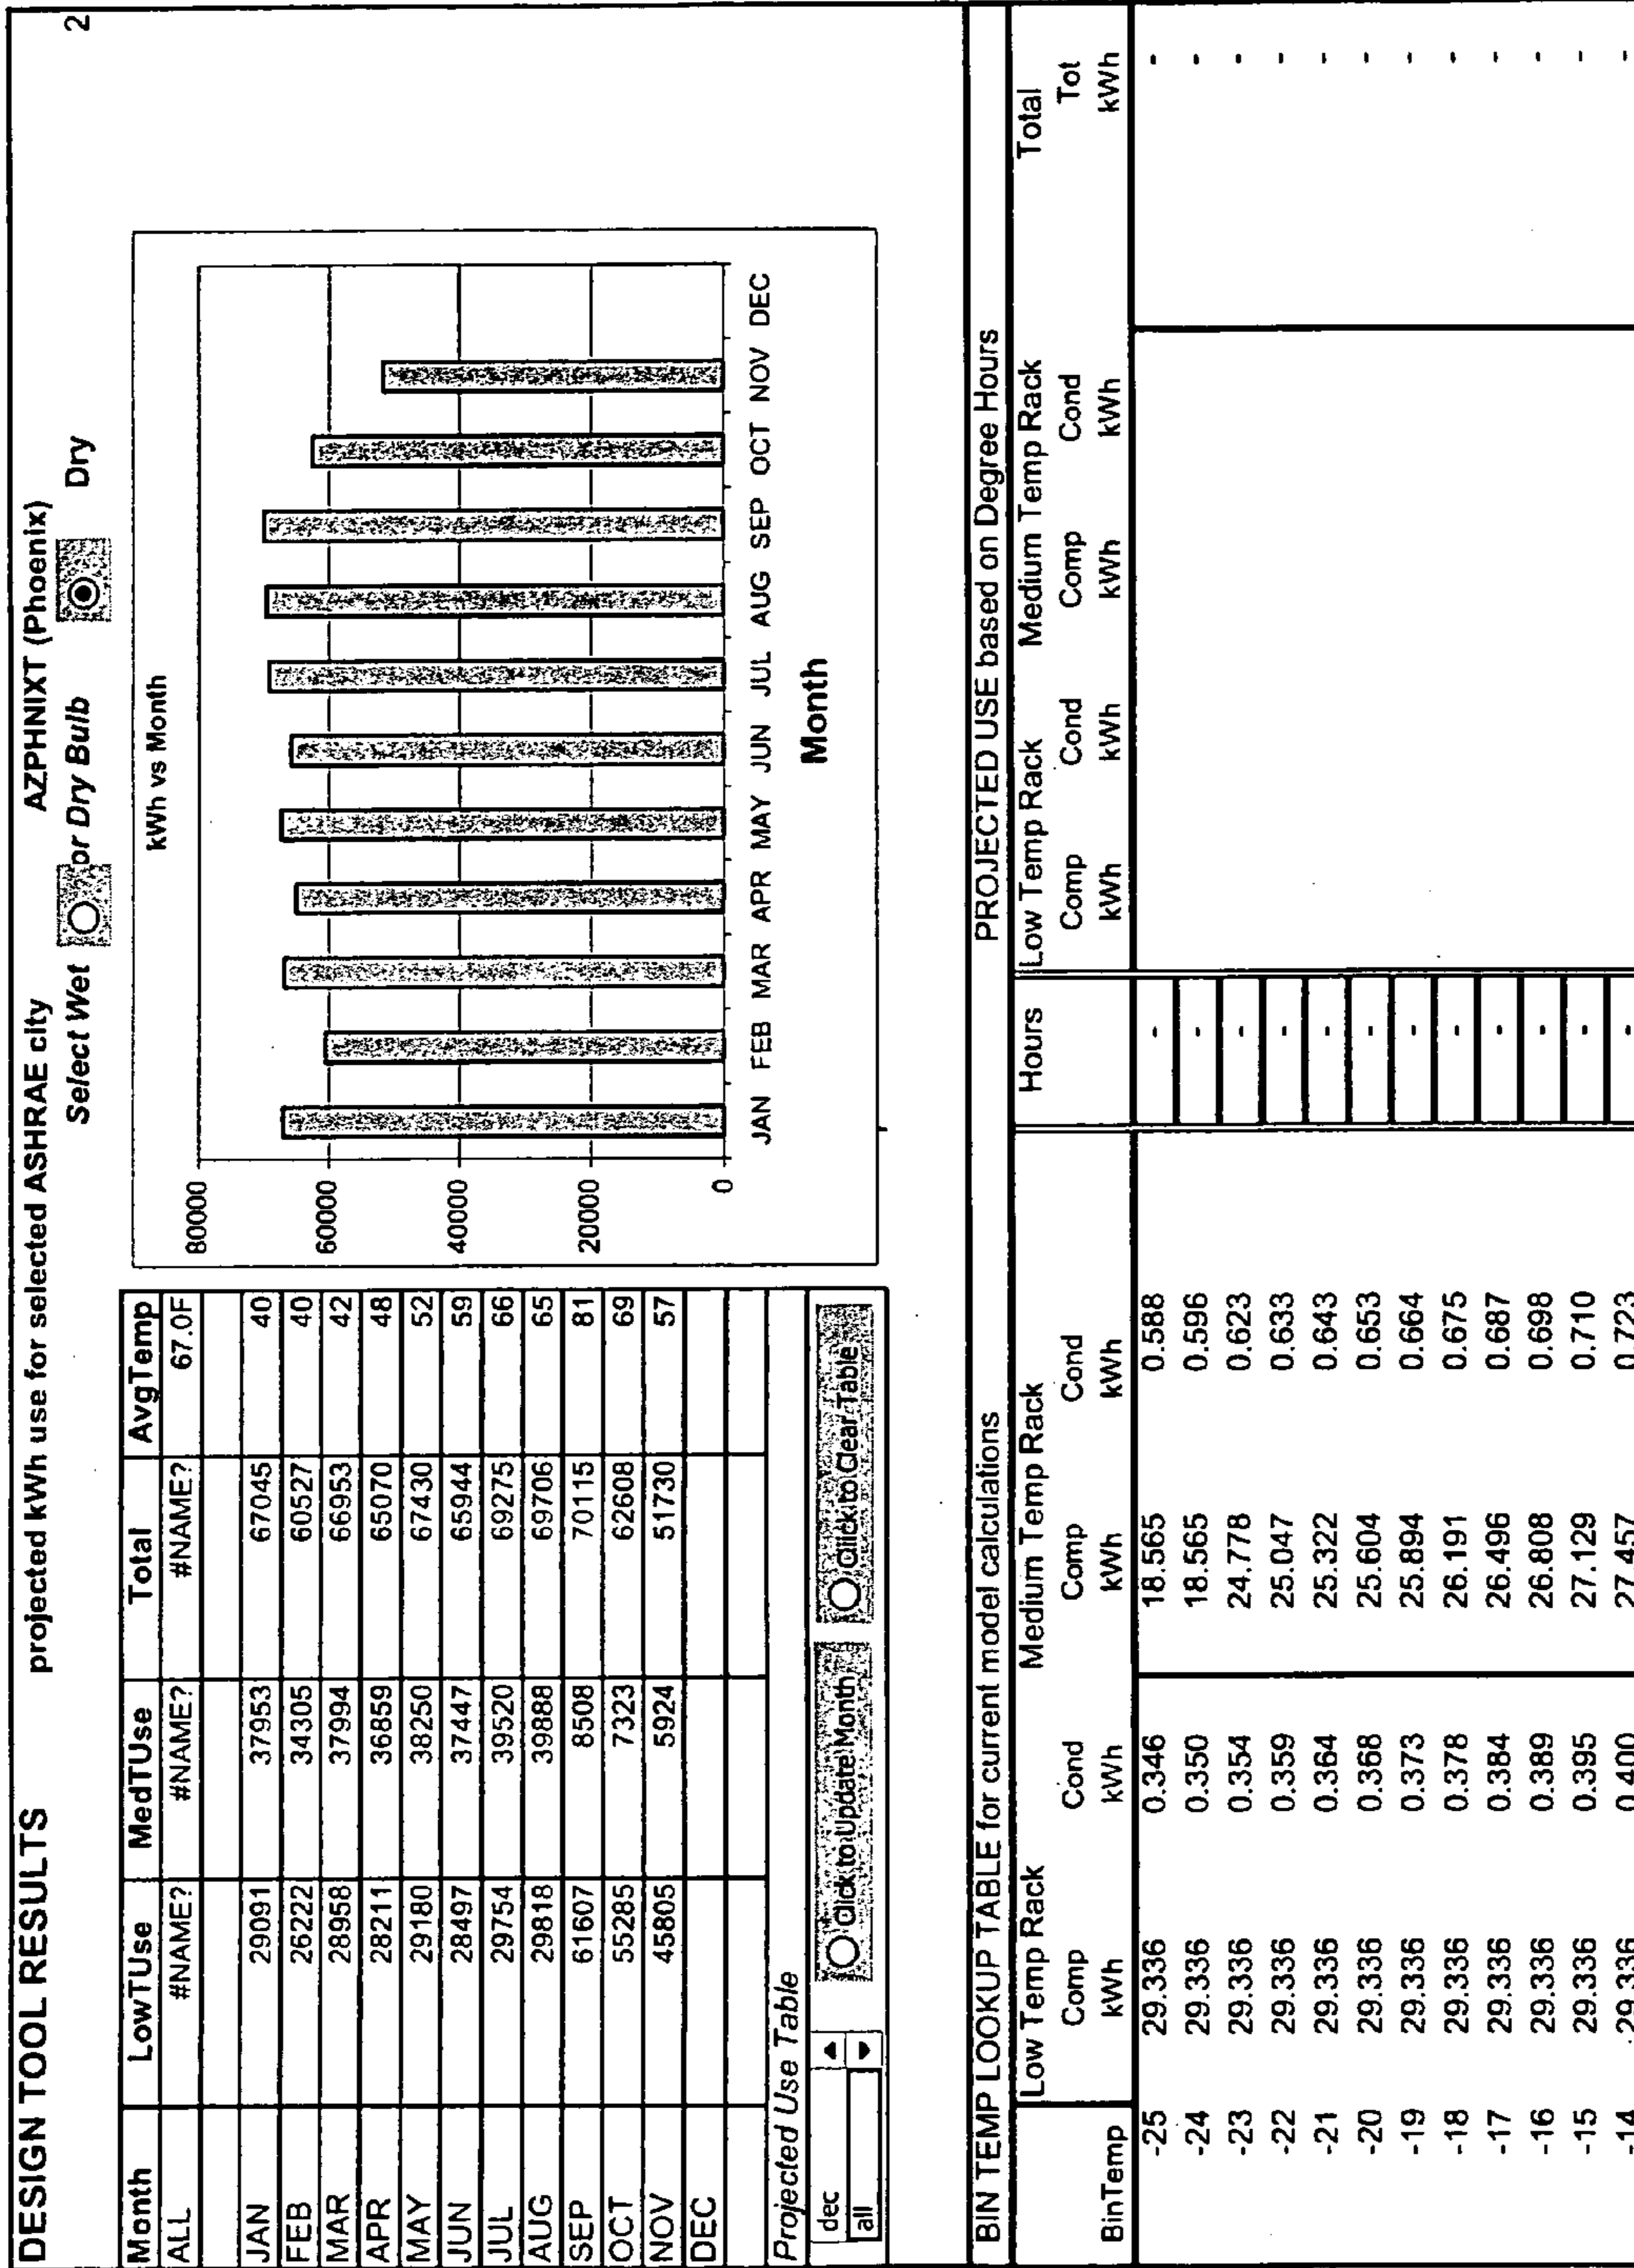 DESIGN TOOL RESULTS projected kWh use for selected ASHRAE city AZPHNIXT (Phoenix) 2
Select Wet or Dry Bulb Dry
Month LowTUse MedTUse Total AvgTemp
ALL #NAME? #NAME? #NAME? 67.0F
JAN 29091 37953 67045 40
FEB 26222 34305 60527 40
MAR 28958 37994 66953 42
APR 28211 36859 65070 48
MAY 29180 38250 67430 52
JUN 28497 37447 65944 59
JUL 29754 39520 69275 66
AUG 29818 39888 69706 65
SEP 61607 8508 70115 81
OCT 55285 7323 62608 69
NOV 45805 5924 51730 57
DEC
Projected Use Table
dec
all
Click to Update Month Click to Clear Table
kWh vs Month
80000
60000
40000
20000
0
JAN FEB MAR APR MAY JUN JUL AUG SEP OCT NOV DEC
Month
BIN TEMP LOOKUP TABLE for current model calculations PROJECTED USE based on Degree Hours
Low Temp Rack Medium Temp Rack Hours Low Temp Rack Medium Temp Rack Total
Comp Cond Comp Cond Comp Cond Comp Cond Tot
BinTemp kWh kWh kWh kWh kWh kWh kWh kWh kWh
-25 29.336 0.346 18.565 0.588 - -
-24 29.336 0.350 18.565 0.596 - -
-23 29.336 0.354 24.778 0.623 - -
-22 29.336 0.359 25.047 0.633 - -
-21 29.336 0.364 25.322 0.643 - -
-20 29.336 0.368 25.604 0.653 - -
-19 29.336 0.373 25.894 0.664 - -
-18 29.336 0.378 26.191 0.675 - -
-17 29.336 0.384 26.496 0.687 - -
-16 29.336 0.389 26.808 0.698 - -
-15 29.336 0.395 27.129 0.710 - -
-14 29.336 0.400 27.457 0.723 - -